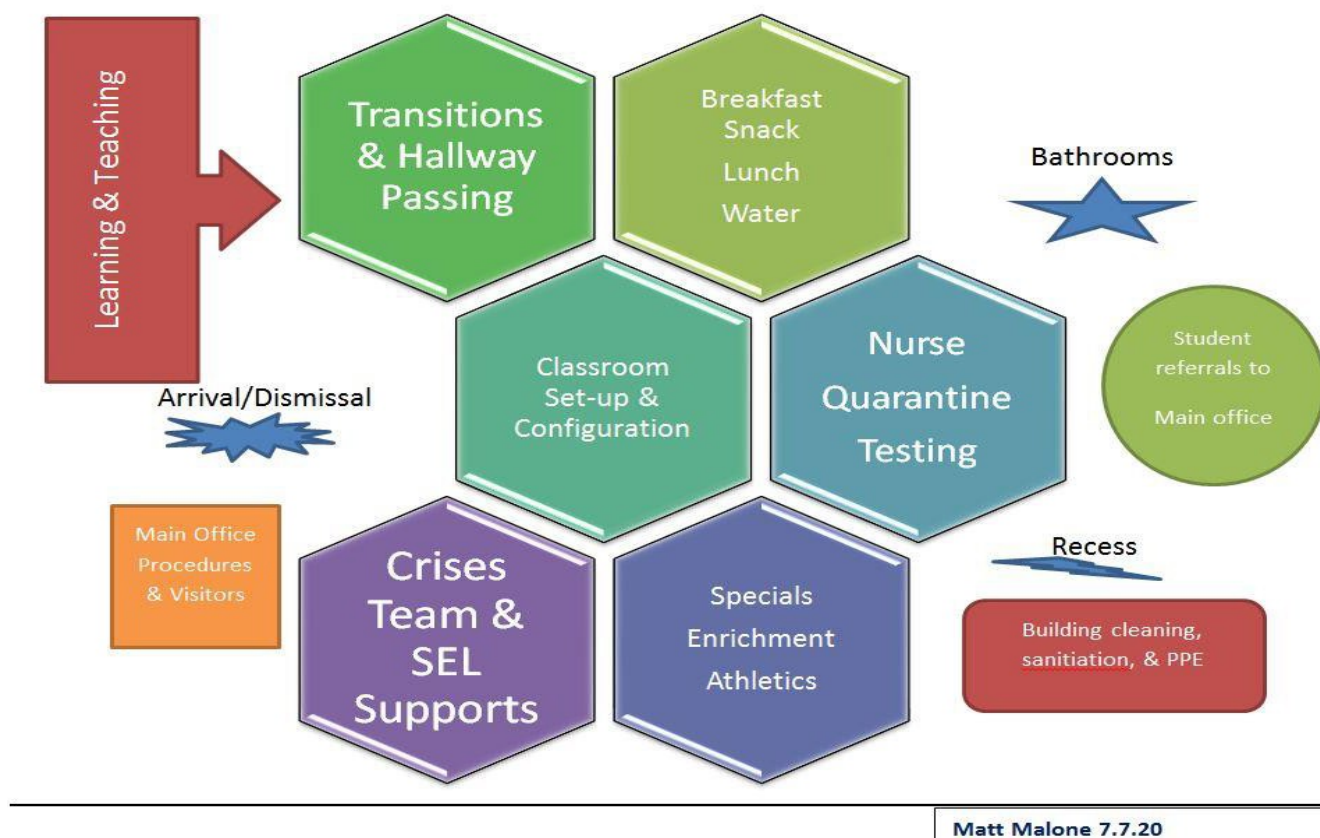 Learning & Teaching
Transitions
& Hallway
Passing
Breakfast
Snack
Lunch
Water
Bathrooms
Classroom
Set-up &
Configuration
Nurse
Quarantine
Testing
Student
referrals to
Main office
Arrival/Dismissal
Main Office
Procedures
& Visitors
Crises
Team &
SEL
Supports
Specials
Enrichment
Athletics
Recess
Building cleaning,
sanitiation, & PPE
Matt Malone 7.7.20